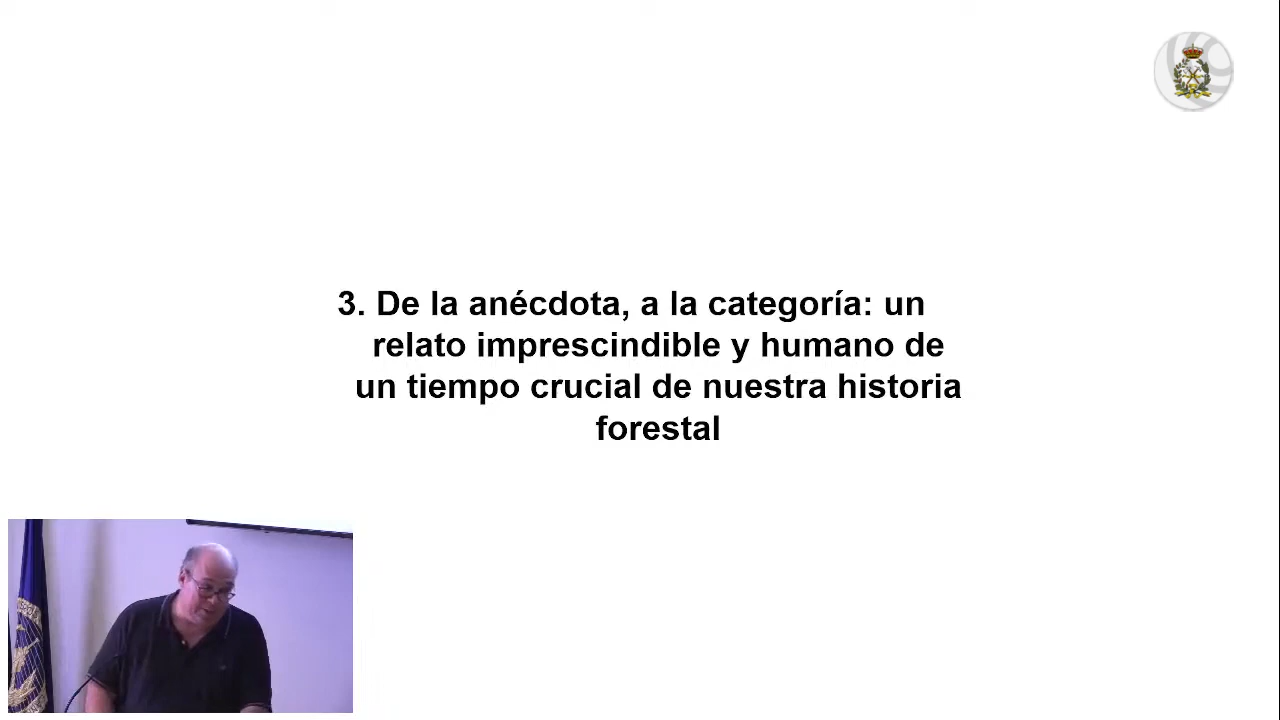 3. De la anécdota, a la categoría: un
relato imprescindible y humano de
un tiempo crucial de nuestra historia
forestal